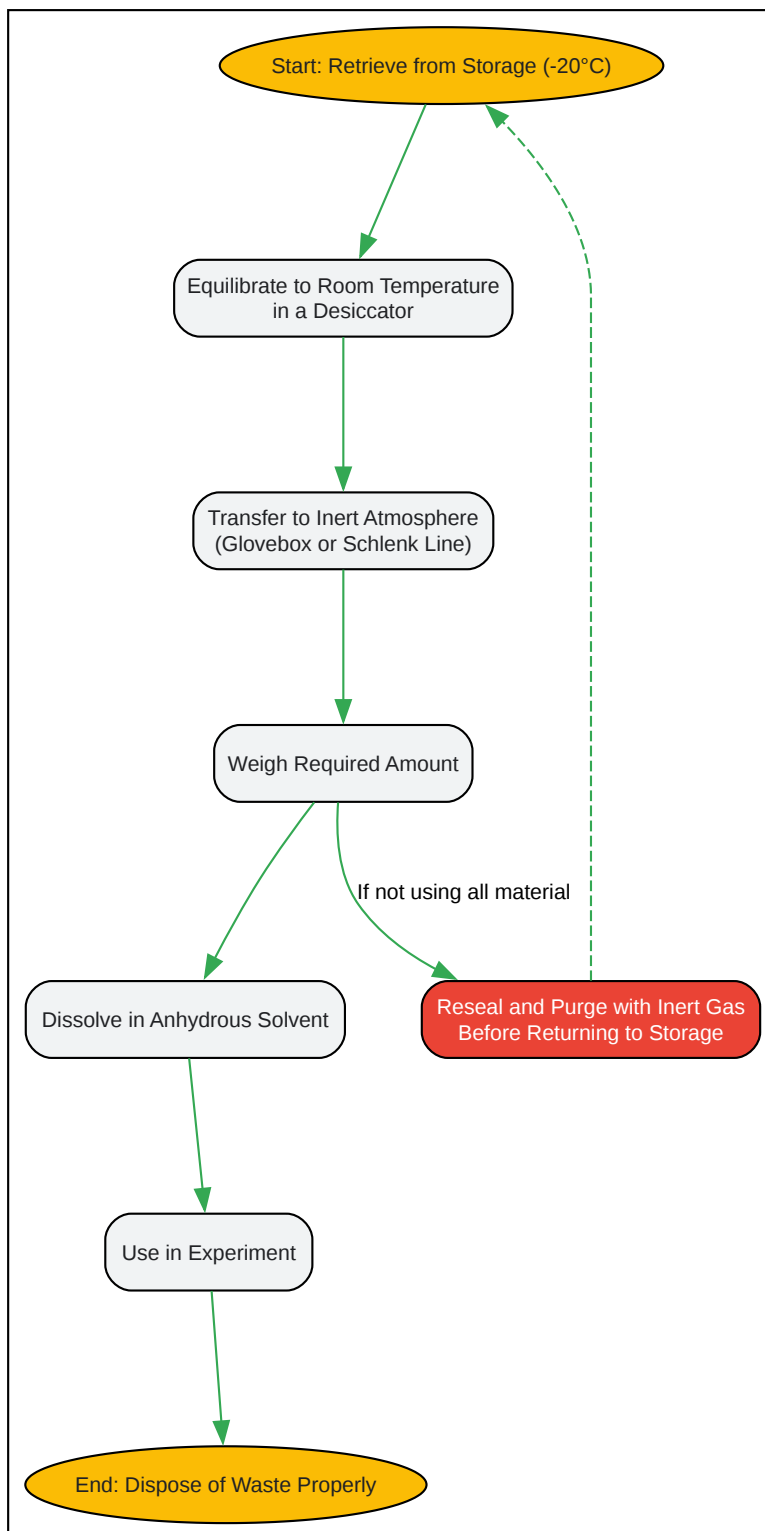 Start: Retrieve from Storage (-20°C)
Equilibrate to Room Temperature
in a Desiccator
Transfer to Inert Atmosphere
(Glovebox or Schlenk Line)
Weigh Required Amount
If not using all material
Dissolve in Anhydrous Solvent
Reseal and Purge with Inert Gas
Before Returning to Storage
Use in Experiment
End: Dispose of Waste Properly